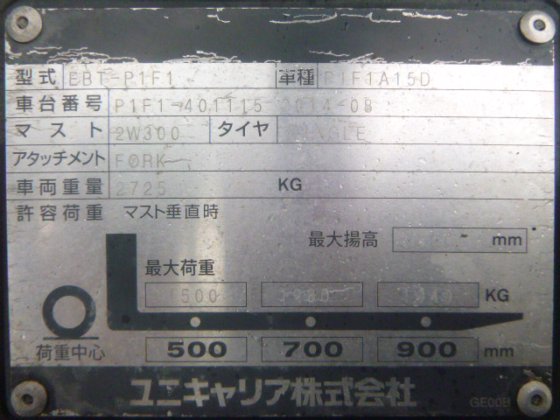 型式 EBT-P1F1 車種 P1F1A15D
車台番号 P1F1-401115 2014-08
マスト 2W300 タイヤ
アタッチメント FORK
車両重量 2725 KG
許容荷重 マスト垂直時
最大揚高 mm
最大荷重
KG
荷重中心 500 700 900 mm
ユニキャリア株式会社 GE00B